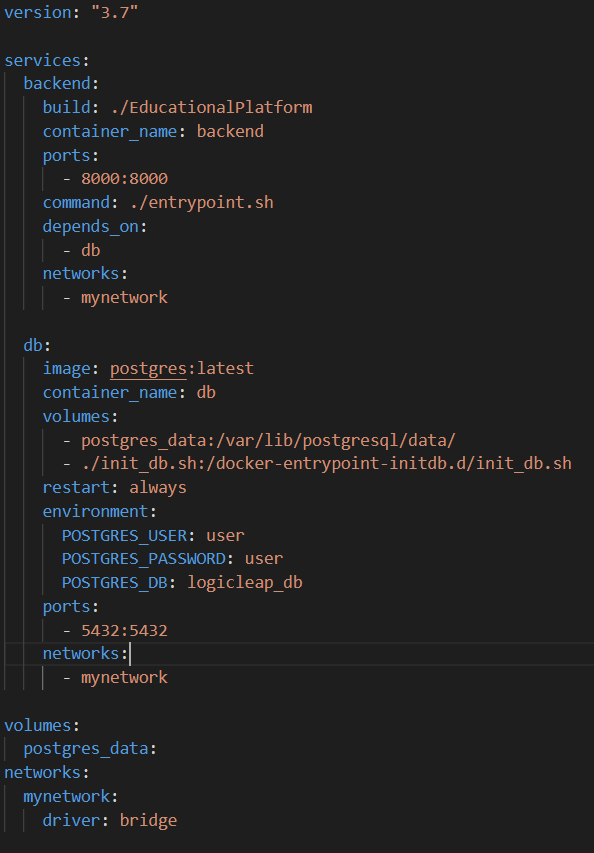 version: "3.7"
services:
backend:
build: ./EducationalPlatform
container_name: backend
ports:
- 8000:8000
command: ./entrypoint.sh
depends_on:
- db
networks:
- mynetwork
db:
image: postgres:latest
container_name: db
volumes:
- postgres_data:/var/lib/postgresql/data/
- ./init_db.sh:/docker-entrypoint-initdb.d/init_db.sh
restart: always
environment:
POSTGRES_USER: user
POSTGRES_PASSWORD: user
POSTGRES_DB: logicleap_db
ports:
- 5432:5432
networks:
- mynetwork
volumes:
postgres_data:
networks:
mynetwork:
driver: bridge